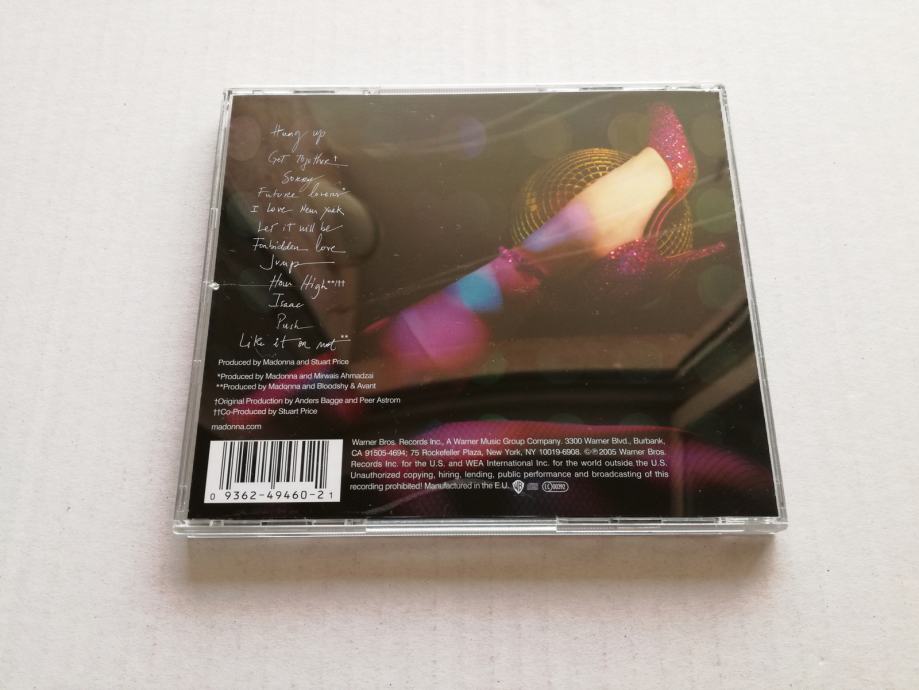 Hung up
Get Together†
Sorry
Future lovers*
I Love New York
Let it will be
Forbidden love
Jump
How High**/††
Isaac
Push
Like it or not**
Produced by Madonna and Stuart Price
*Produced by Madonna and Mirwais Ahmadzai
**Produced by Madonna and Bloodshy & Avant
†Original Production by Anders Bagge and Peer Astrom
††Co-Produced by Stuart Price
madonna.com
Warner Bros. Records Inc., A Warner Music Group Company. 3300 Warner Blvd., Burbank,
CA 91505-4694; 75 Rockefeller Plaza, New York, NY 10019-6908. ©℗2005 Warner Bros.
Records Inc. for the U.S. and WEA International Inc. for the world outside the U.S.
Unauthorized copying, hiring, lending, public performance and broadcasting of this
recording prohibited! Manufactured in the E.U. WB LC 00392
0 9362-49460-2 1